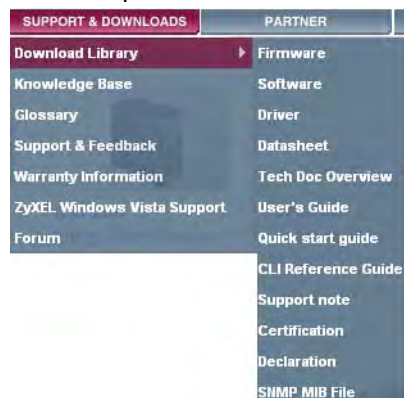 SUPPORT & DOWNLOADS
PARTNER
Download Library
Knowledge Base
Glossary
Support & Feedback
Warranty Information
ZyXEL Windows Vista Support
Forum
Firmware
Software
Driver
Datasheet
Tech Doc Overview
User's Guide
Quick start guide
CLI Reference Guide
Support note
Certification
Declaration
SNMP MIB File